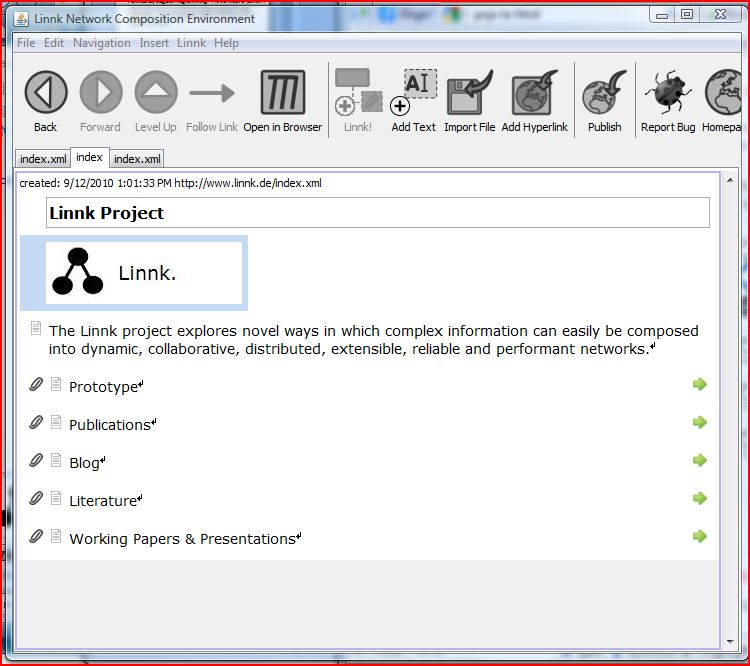 Linnk Network Composition Environment
File Edit Navigation Insert Linnk Help
Back Forward Level Up Follow Link Open in Browser Linnk! Add Text Import File Add Hyperlink Publish Report Bug Homepa
index.xml index index.xml
created: 9/12/2010 1:01:33 PM http://www.linnk.de/index.xml
Linnk Project
Linnk.
The Linnk project explores novel ways in which complex information can easily be composed
into dynamic, collaborative, distributed, extensible, reliable and performant networks.
Prototype
Publications
Blog
Literature
Working Papers & Presentations